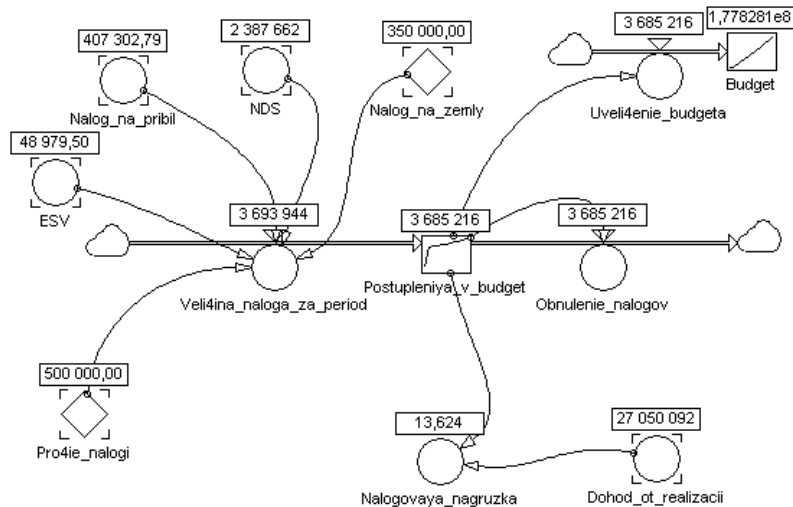 407 302,79
Nalog_na_pribil
2 387 662
NDS
350 000,00
Nalog_na_zemly
3 685 216
Uveli4enie_budgeta
1,778281e8
Budget
48 979,50
ESV
3 693 944
Veli4ina_naloga_za_period
3 685 216
Postupleniya_v_budget
3 685 216
Obnulenie_nalogov
500 000,00
Pro4ie_nalogi
13,624
Nalogovaya_nagruzka
27 050 092
Dohod_ot_realizacii